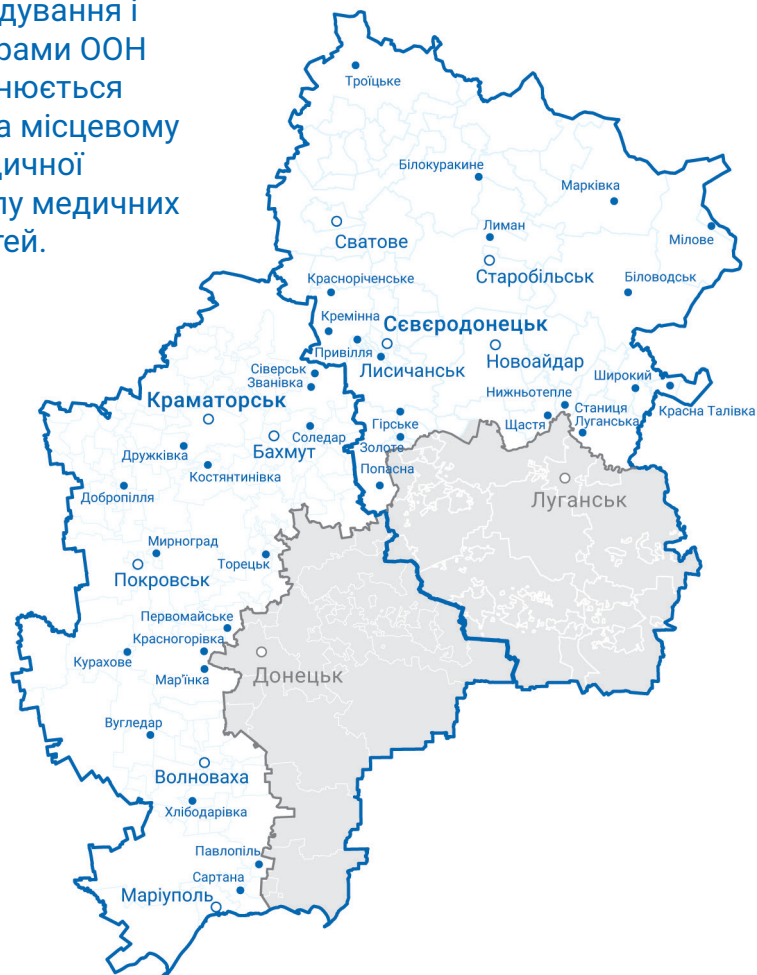 дування і
рами ООН
нюється
а місцевому
дичної
лу медичних
тей.
Троїцьке
Білокуракине
Марківка
Лиман
Мілове
Сватове
Старобільськ
Красноріченське
Біловодськ
Кремінна
Сєвєродонецьк
Привілля
Новоайдар
Лисичанськ
Сіверськ
Званівка
Широкий
Нижньотепле
Краматорськ
Станиця
Луганська
Красна Талівка
Гірське
Щастя
Соледар
Золоте
Бахмут
Дружківка
Костянтинівка
Попасна
Добропілля
Луганськ
Мирноград
Торецьк
Покровськ
Первомайське
Красногорівка
Курахове
Мар'їнка
Донецьк
Вугледар
Волноваха
Хлібодарівка
Павлопіль
Сартана
Маріуполь